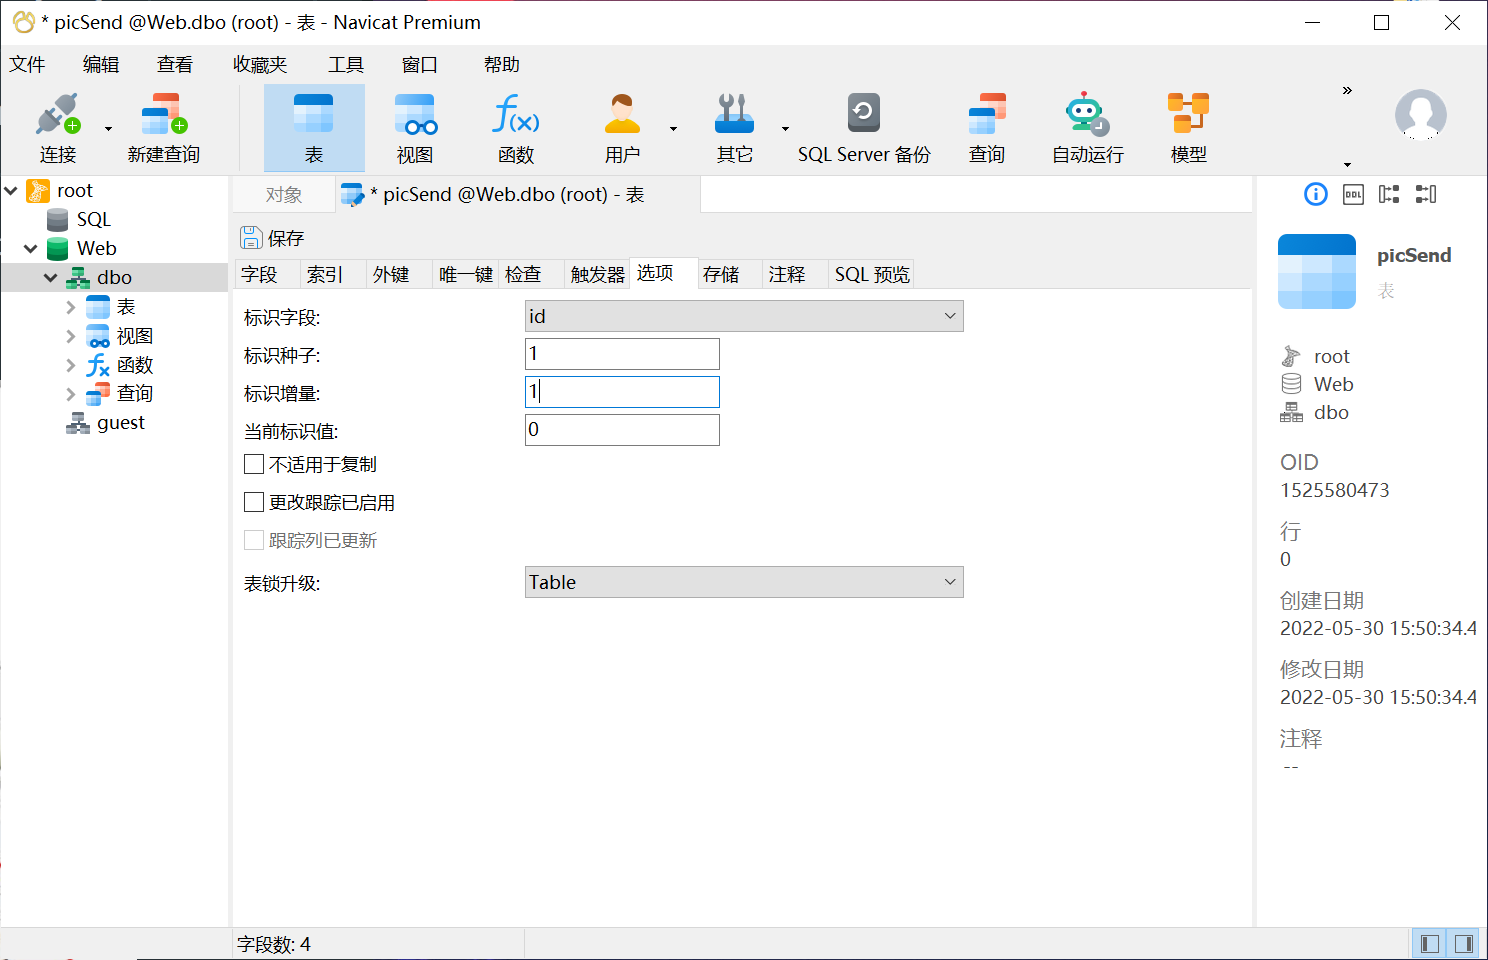 * picSend @Web.dbo (root) - 表 - Navicat Premium
文件 编辑 查看 收藏夹 工具 窗口 帮助
连接 新建查询 表 视图 函数 用户 其它 SQL Server 备份 查询 自动运行 模型
root
SQL
Web
dbo
表
视图
函数
查询
guest
对象 * picSend @Web.dbo (root) - 表
保存
字段 索引 外键 唯一键 检查 触发器 选项 存储 注释 SQL 预览
标识字段: id
标识种子: 1
标识增量: 1
当前标识值: 0
不适用于复制
更改跟踪已启用
跟踪列已更新
表锁升级: Table
DDL
picSend
表
root
Web
dbo
OID
1525580473
行
0
创建日期
2022-05-30 15:50:34.4
修改日期
2022-05-30 15:50:34.4
注释
--
字段数: 4